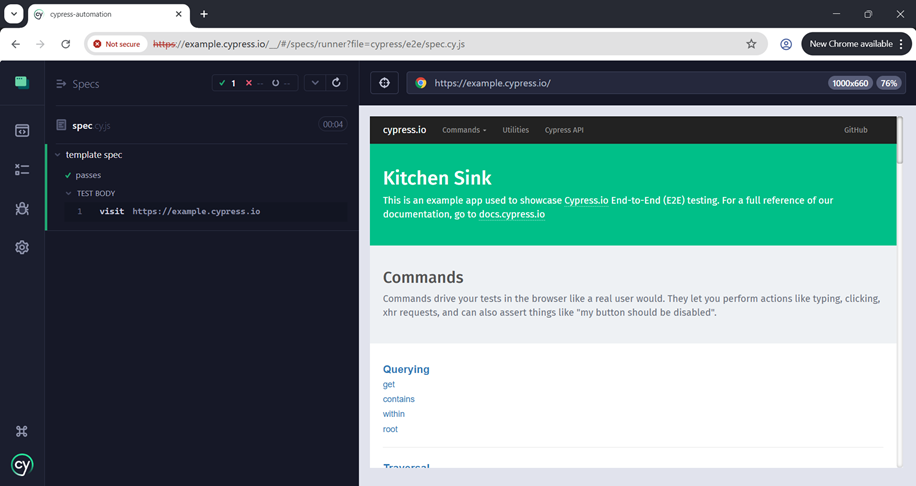 cypress-automation
Not secure
https://example.cypress.io/__/#/specs/runner?file=cypress/e2e/spec.cy.js
New Chrome available
Specs
1 -- --
https://example.cypress.io/
1000x660 76%
spec.cy.js
00:04
template spec
passes
TEST BODY
1 visit https://example.cypress.io
cy
cypress.io Commands Utilities Cypress API GitHub
Kitchen Sink
This is an example app used to showcase Cypress.io End-to-End (E2E) testing. For a full reference of our
documentation, go to docs.cypress.io
Commands
Commands drive your tests in the browser like a real user would. They let you perform actions like typing, clicking,
xhr requests, and can also assert things like "my button should be disabled".
Querying
get
contains
within
root
Traversal